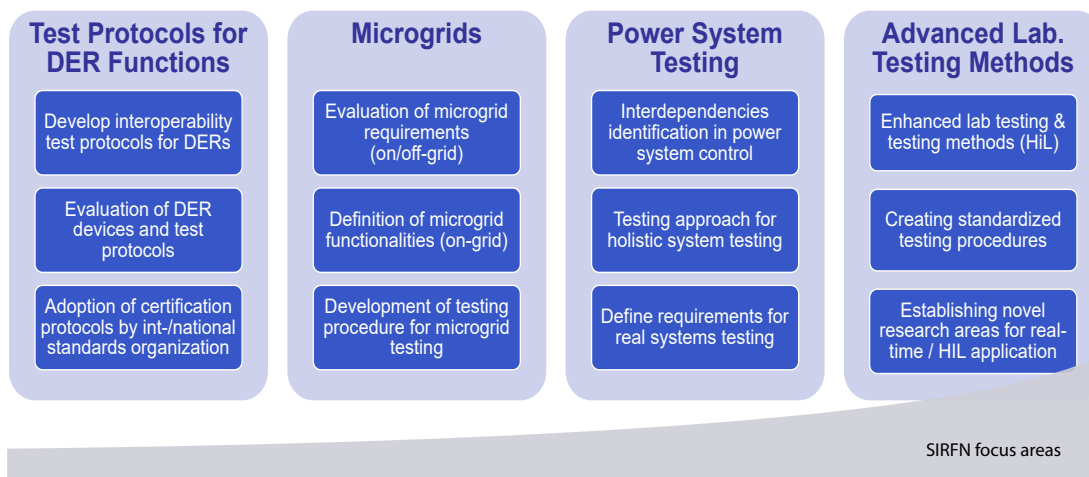 Test Protocols for
DER Functions
Develop interoperability
test protocols for DERs
Evaluation of DER
devices and test
protocols
Adoption of certification
protocols by int-/national
standards organization
Microgrids
Evaluation of microgrid
requirements
(on/off-grid)
Definition of microgrid
functionalities (on-grid)
Development of testing
procedure for microgrid
testing
Power System
Testing
Interdependencies
identification in power
system control
Testing approach for
holistic system testing
Define requirements for
real systems testing
Advanced Lab.
Testing Methods
Enhanced lab testing &
testing methods (HiL)
Creating standardized
testing procedures
Establishing novel
research areas for real-
time / HIL application
SIRFN focus areas